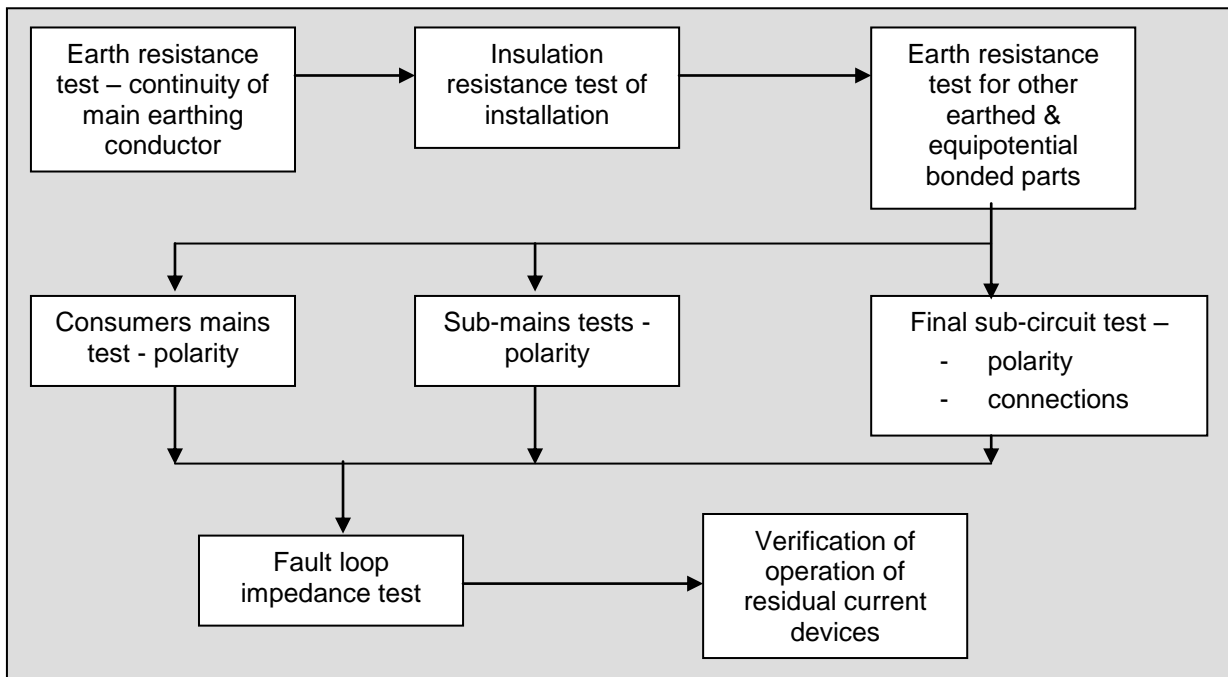 Earth resistance
test – continuity of
main earthing
conductor
Insulation
resistance test of
installation
Earth resistance
test for other
earthed &
equipotential
bonded parts
Consumers mains
test - polarity
Sub-mains tests -
polarity
Final sub-circuit test –
- polarity
- connections
Fault loop
impedance test
Verification of
operation of
residual current
devices